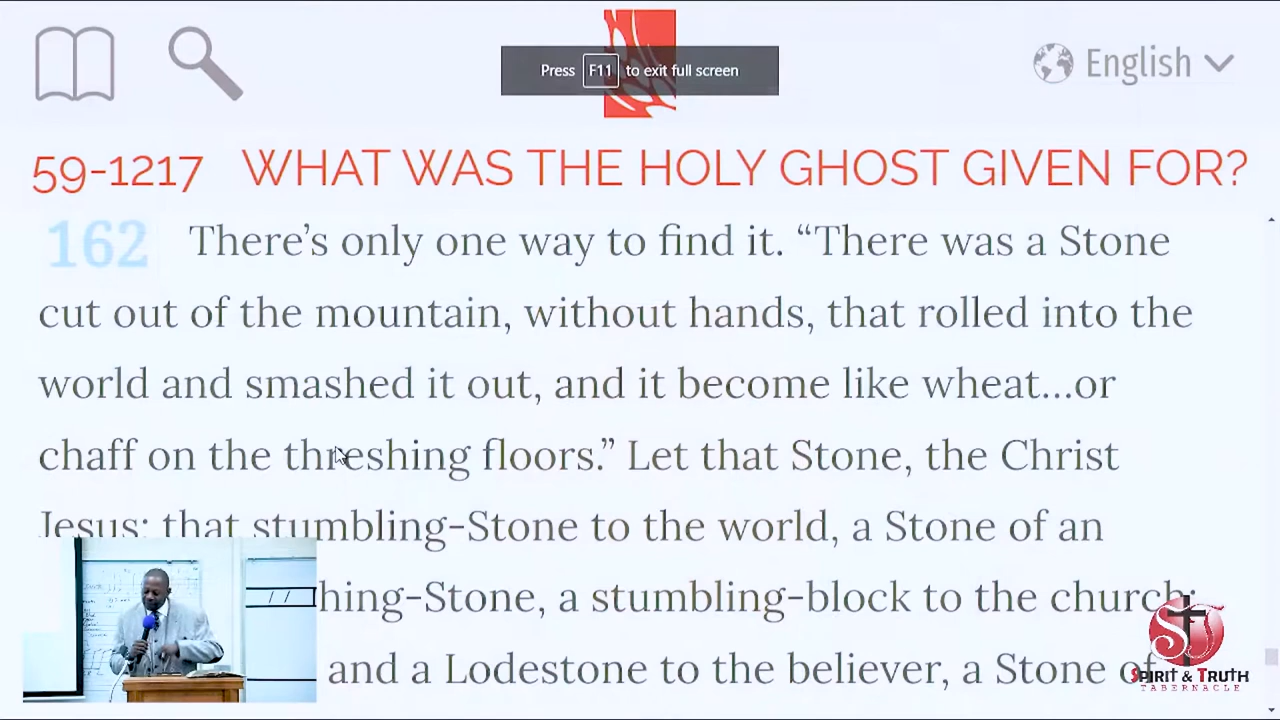 Press F11 to exit full screen
English
59-1217 WHAT WAS THE HOLY GHOST GIVEN FOR?
162 There’s only one way to find it. “There was a Stone
cut out of the mountain, without hands, that rolled into the
world and smashed it out, and it become like wheat…or
chaff on the threshing floors.” Let that Stone, the Christ
Jesus; that stumbling-Stone to the world, a Stone of an
hing-Stone, a stumbling-block to the church;
and a Lodestone to the believer, a Stone of
ST
SPIRIT & TRUTH
TABERNACLE